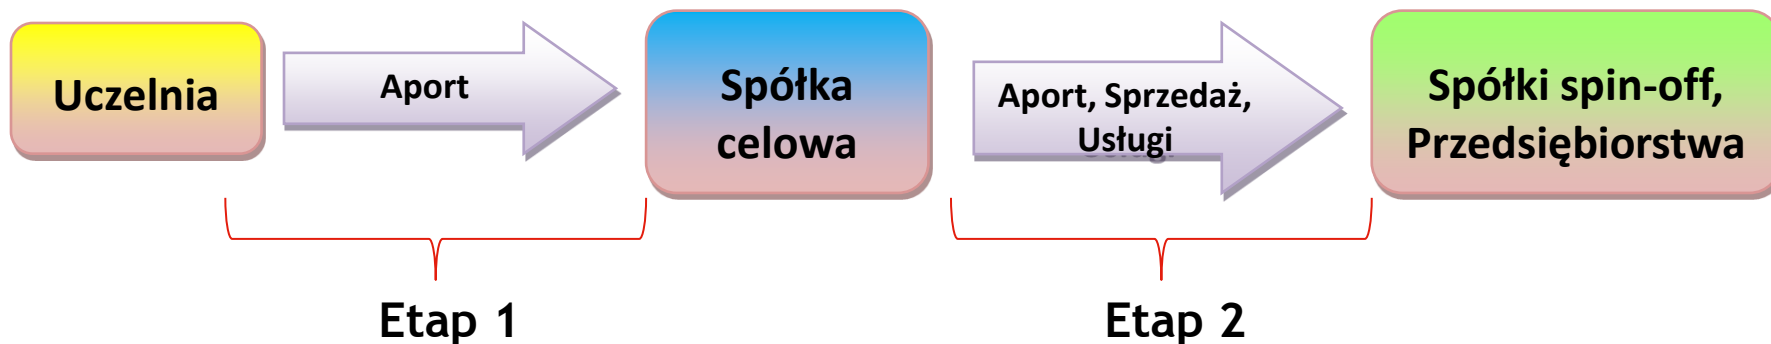 Uczelnia
Aport
Spółka
celowa
Aport, Sprzedaż,
Usługi
Spółki spin-off,
Przedsiębiorstwa
Etap 1
Etap 2